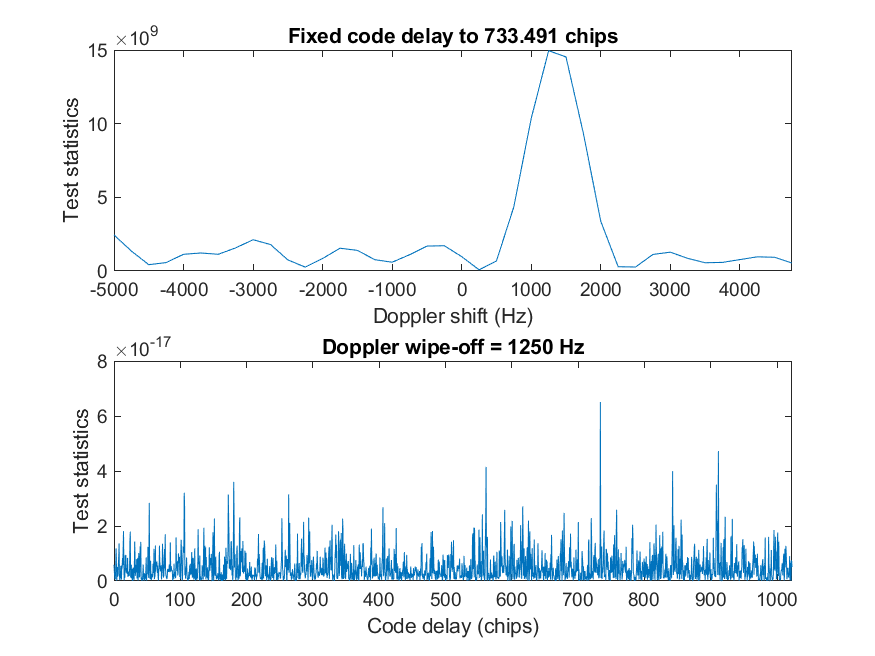 Fixed code delay to 733.491 chips
×10^9
15
10
5
0
Test statistics
-5000 -4000 -3000 -2000 -1000 0 1000 2000 3000 4000
Doppler shift (Hz)
Doppler wipe-off = 1250 Hz
×10^-17
8
6
4
2
0
Test statistics
0 100 200 300 400 500 600 700 800 900 1000
Code delay (chips)